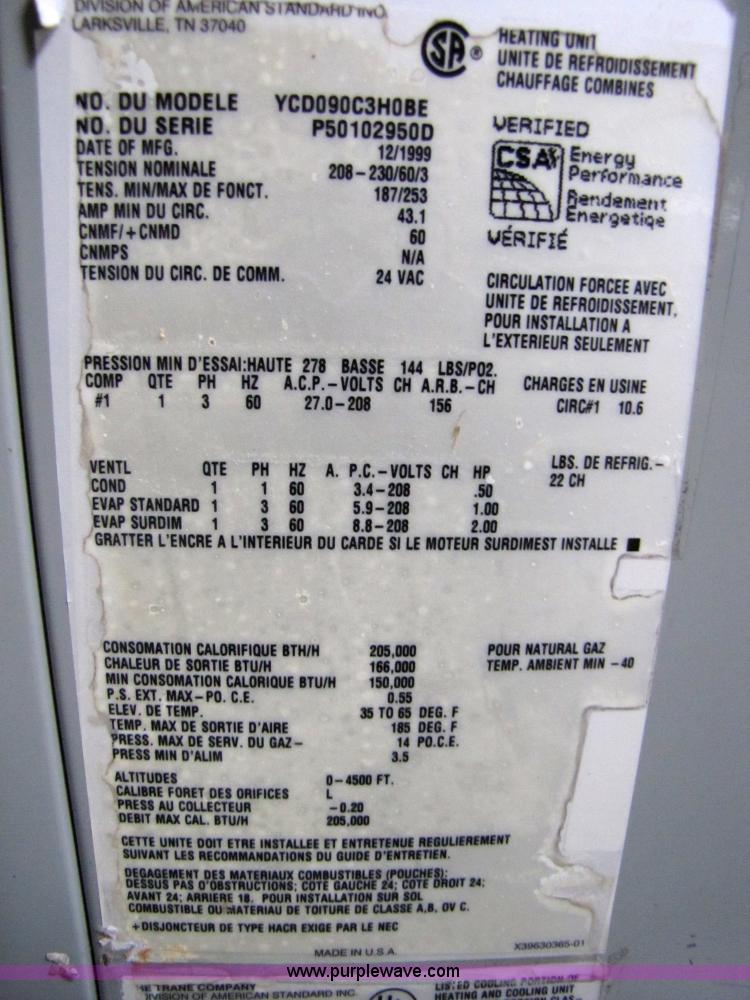 DIVISION OF AMERICAN STANDARD INC.
LARKSVILLE, TN 37040
SA ®
HEATING UNIT
UNITE DE REFROIDISSEMENT
CHAUFFAGE COMBINES
NO. DU MODELE YCD090C3H0BE
NO. DU SERIE P50102950D
DATE OF MFG. 12/1999
TENSION NOMINALE 208-230/60/3
TENS. MIN/MAX DE FONCT. 187/253
AMP MIN DU CIRC. 43.1
CNMF/+CNMD 60
CNMPS N/A
TENSION DU CIRC. DE COMM. 24 VAC
VERIFIED
CSA Energy
Performance
Rendement
Energetiqe
VÉRIFIÉ
CIRCULATION FORCEE AVEC
UNITE DE REFROIDISSEMENT,
POUR INSTALLATION A
L'EXTERIEUR SEULEMENT
PRESSION MIN D'ESSAI:HAUTE 278 BASSE 144 LBS/PO2.
COMP QTE PH HZ A.C.P.-VOLTS CH A.R.B.-CH CHARGES EN USINE
#1 1 3 60 27.0-208 156 CIRC#1 10.6
LBS. DE REFRIG.-
22 CH
VENTL QTE PH HZ A. P.C.-VOLTS CH HP
COND 1 1 60 3.4-208 .50
EVAP STANDARD 1 3 60 5.9-208 1.00
EVAP SURDIM 1 3 60 8.8-208 2.00
GRATTER L'ENCRE A L'INTERIEUR DU CARDE SI LE MOTEUR SURDIMEST INSTALLE ■
CONSOMATION CALORIFIQUE BTH/H 205,000 POUR NATURAL GAZ
CHALEUR DE SORTIE BTU/H 166,000 TEMP. AMBIENT MIN -40
MIN CONSOMATION CALORIQUE BTU/H 150,000
P.S. EXT. MAX-PO. C.E. 0.55
ELEV. DE TEMP. 35 TO 65 DEG. F
TEMP. MAX DE SORTIE D'AIRE 185 DEG. F
PRESS. MAX DE SERV. DU GAZ- 14 PO.C.E.
PRESS MIN D'ALIM 3.5
ALTITUDES 0-4500 FT.
CALIBRE FORET DES ORIFICES L
PRESS AU COLLECTEUR -0.20
DEBIT MAX CAL. BTU/H 205,000
CETTE UNITE DOIT ETRE INSTALLEE ET ENTRETENUE REGULIEREMENT
SUIVANT LES RECOMMANDATIONS DU GUIDE D'ENTRETIEN.
DEGAGEMENT DES MATERIAUX COMBUSTIBLES (POUCHES):
DESSUS PAS D'OBSTRUCTIONS; COTE GAUCHE 24; COTE DROIT 24;
AVANT 24; ARRIERE 18. POUR INSTALLATION SUR SOL
COMBUSTIBLE OU MATERIAU DE TOITURE DE CLASSE A,B, OV C.
+DISJONCTEUR DE TYPE HACR EXIGE PAR LE NEC
MADE IN U.S.A. X39630365-01
www.purplewave.com
HE TRANE COMPANY
DIVISION OF AMERICAN STANDARD INC.
LISTED COOLING PORTION OF
HEATING AND COOLING UNIT